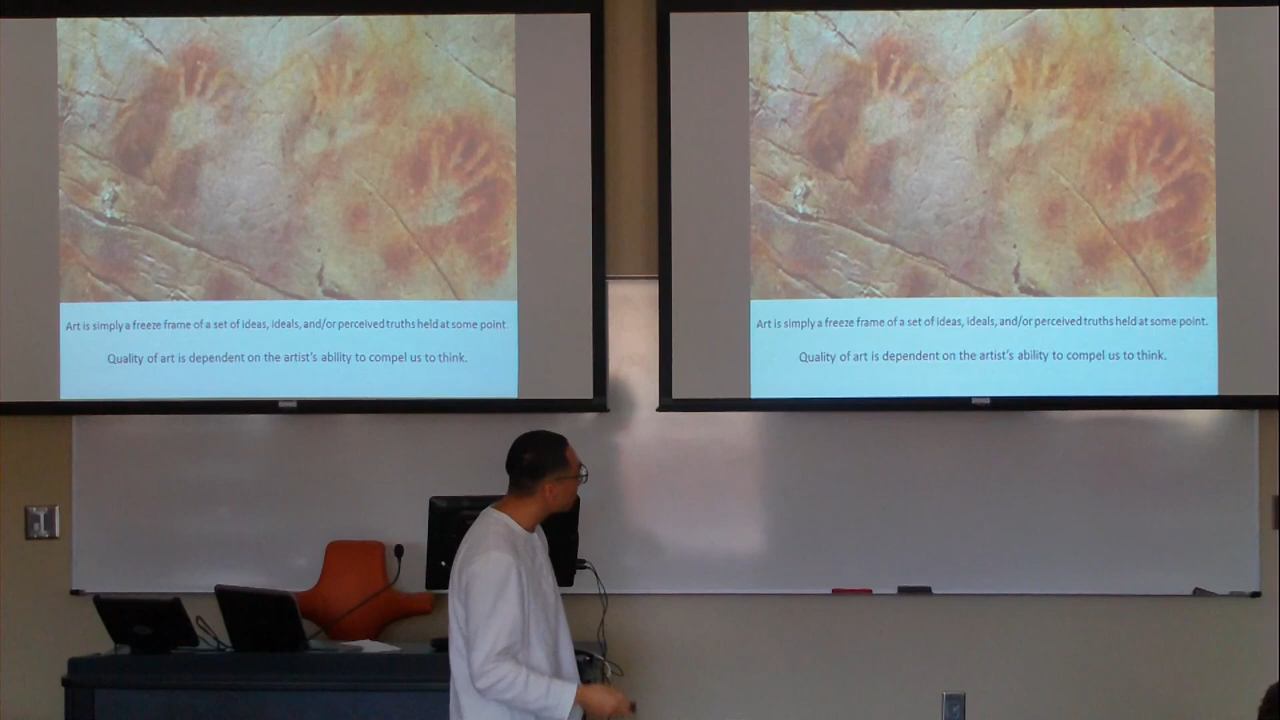 Art is simply a freeze frame of a set of ideas, ideals, and/or perceived truths held at some point.
Quality of art is dependent on the artist's ability to compel us to think.
Art is simply a freeze frame of a set of ideas, ideals, and/or perceived truths held at some point.
Quality of art is dependent on the artist's ability to compel us to think.